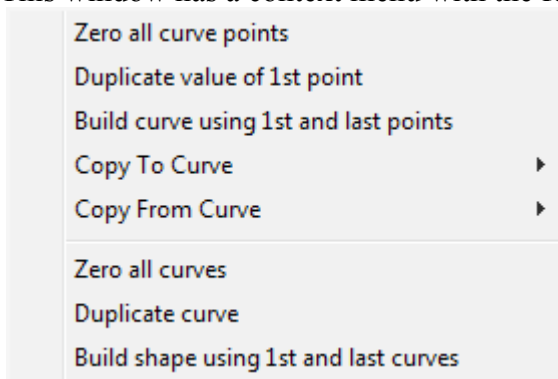 This window has a context menu with the
Zero all curve points
Duplicate value of 1st point
Build curve using 1st and last points
Copy To Curve
Copy From Curve
Zero all curves
Duplicate curve
Build shape using 1st and last curves